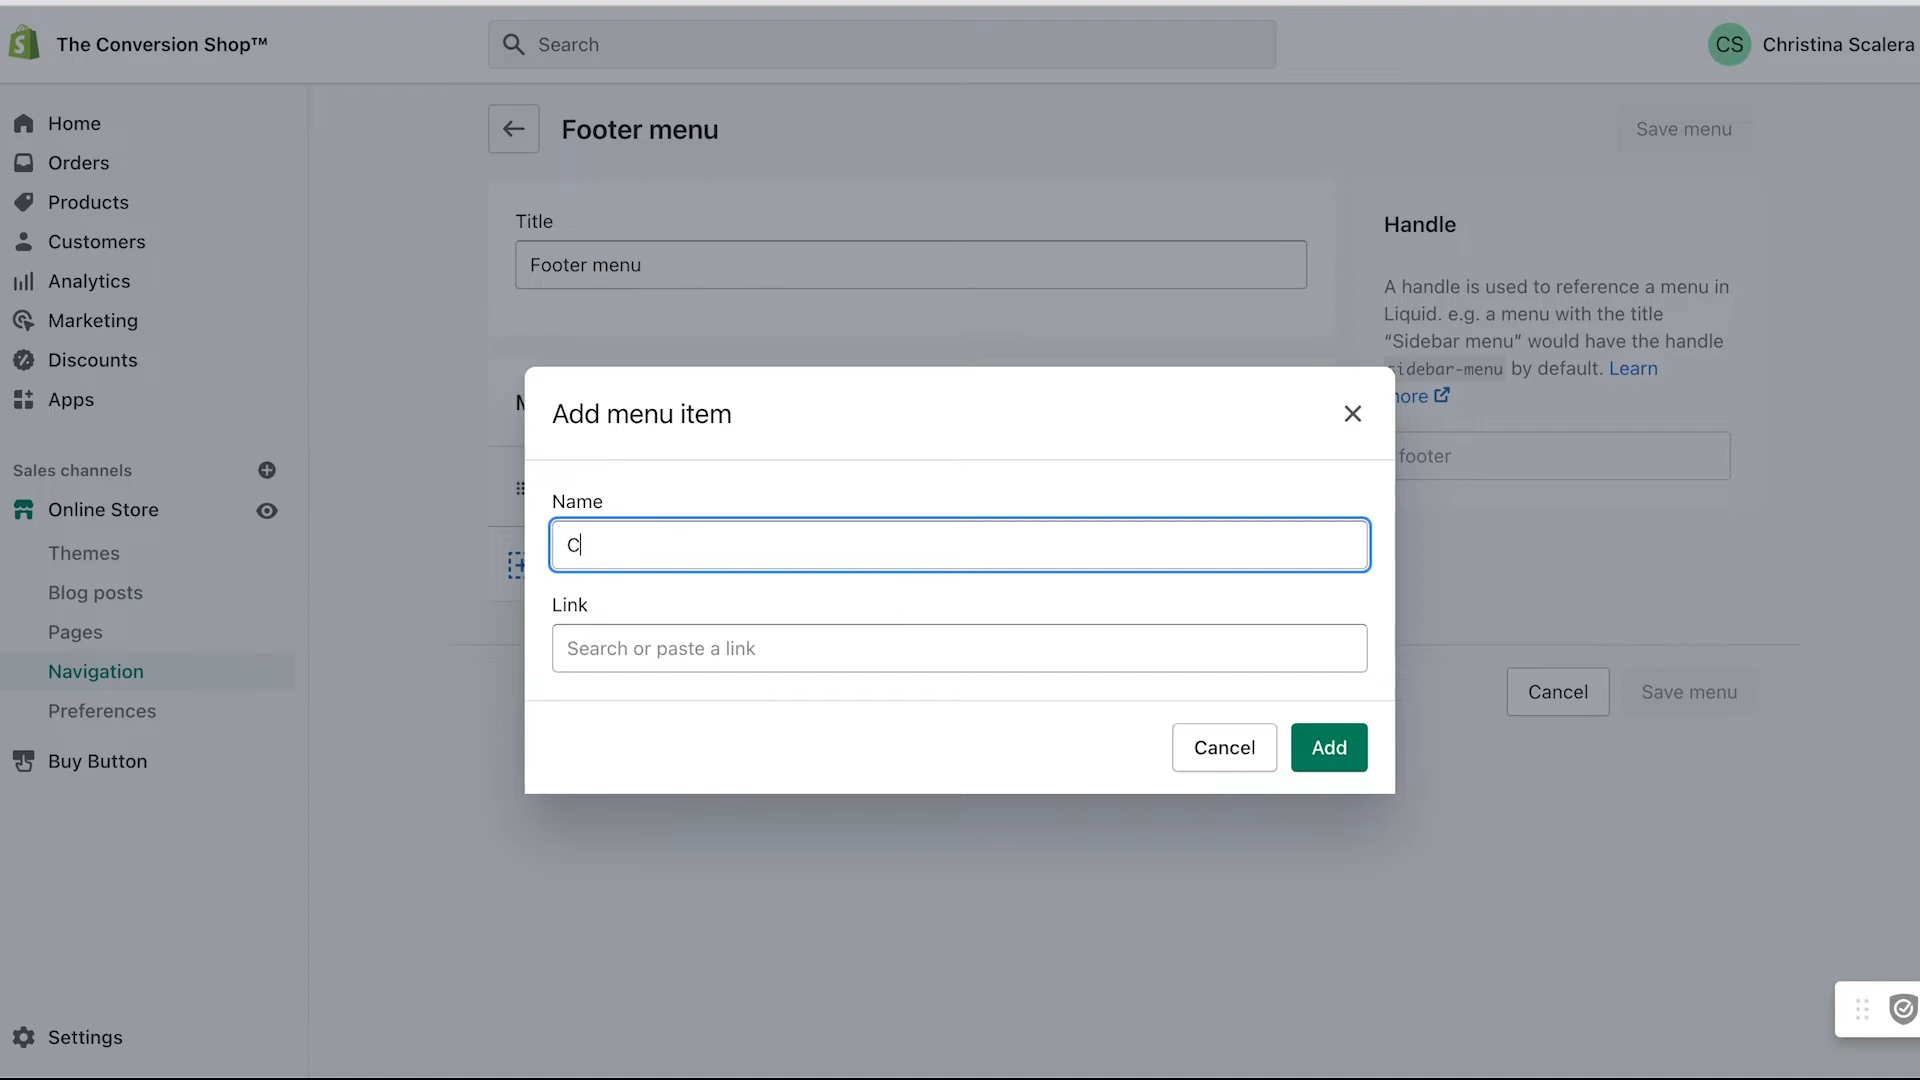 The Conversion Shop™
Search
CS
Christina Scalera
Home
Orders
Products
Customers
Analytics
Marketing
Discounts
Apps
Sales channels
Online Store
Themes
Blog posts
Pages
Navigation
Preferences
Buy Button
Settings
Footer menu
Save menu
Title
Footer menu
Handle
A handle is used to reference a menu in
Liquid. e.g. a menu with the title
“Sidebar menu” would have the handle
sidebar-menu by default. Learn
more
footer
Add menu item
Name
C
Link
Search or paste a link
Cancel
Add
Cancel
Save menu